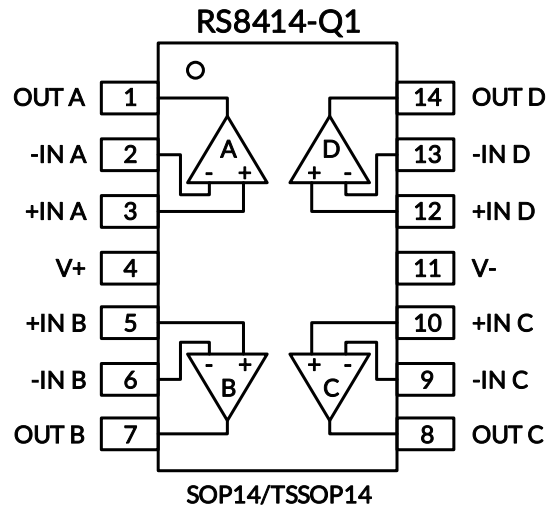 RS8414-Q1
OUT A 1 14 OUT D
A D
-IN A 2 13 -IN D
- + + -
+IN A 3 12 +IN D
V+ 4 11 V-
+IN B 5 10 +IN C
- + + -
-IN B 6 9 -IN C
B C
OUT B 7 8 OUT C
SOP14/TSSOP14